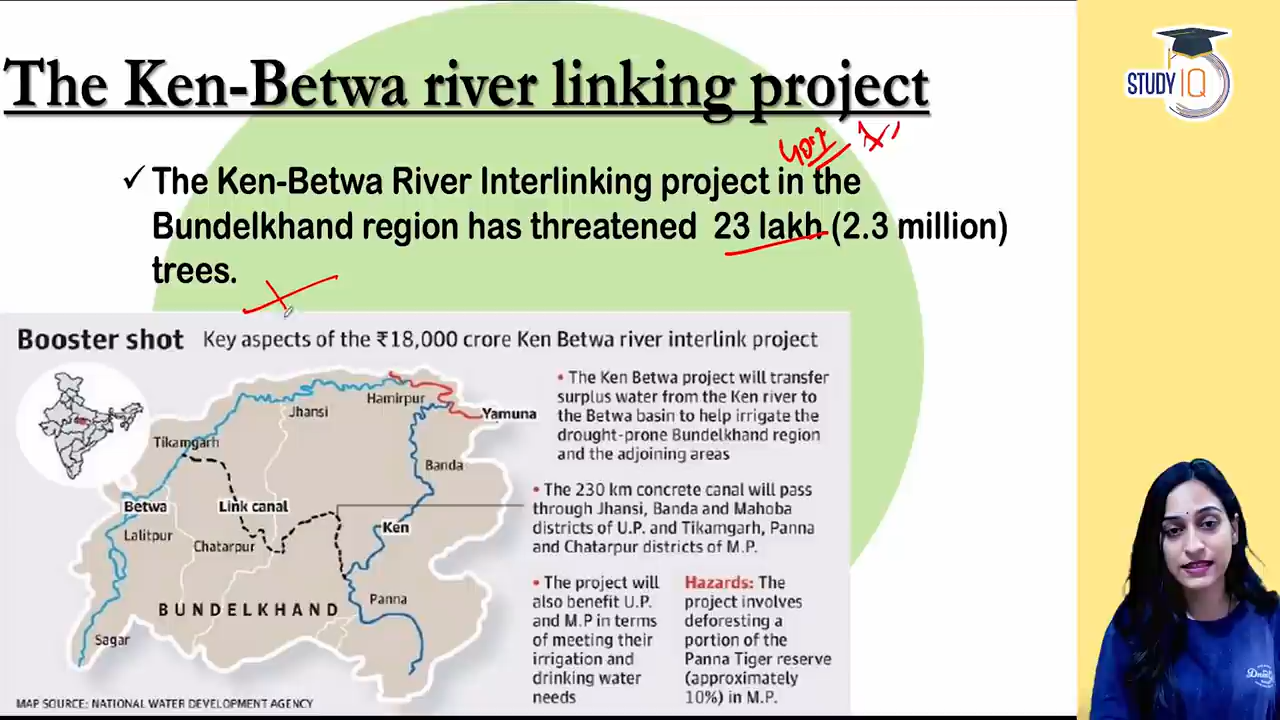 The Ken-Betwa river linking project
STUDY IQ
✓ The Ken-Betwa River Interlinking project in the
Bundelkhand region has threatened 23 lakh (2.3 million)
trees.
Booster shot Key aspects of the ₹18,000 crore Ken Betwa river interlink project
Hamirpur
Jhansi
Yamuna
Tikamgarh
Banda
Betwa
Link canal
Ken
Lalitpur
Chatarpur
Panna
BUNDELKHAND
Sagar
• The Ken Betwa project will transfer
surplus water from the Ken river to
the Betwa basin to help irrigate the
drought-prone Bundelkhand region
and the adjoining areas
• The 230 km concrete canal will pass
through Jhansi, Banda and Mahoba
districts of U.P. and Tikamgarh, Panna
and Chatarpur districts of M.P.
• The project will
also benefit U.P.
and M.P in terms
of meeting their
irrigation and
drinking water
needs
Hazards: The
project involves
deforesting a
portion of the
Panna Tiger reserve
(approximately
10%) in M.P.
MAP SOURCE: NATIONAL WATER DEVELOPMENT AGENCY